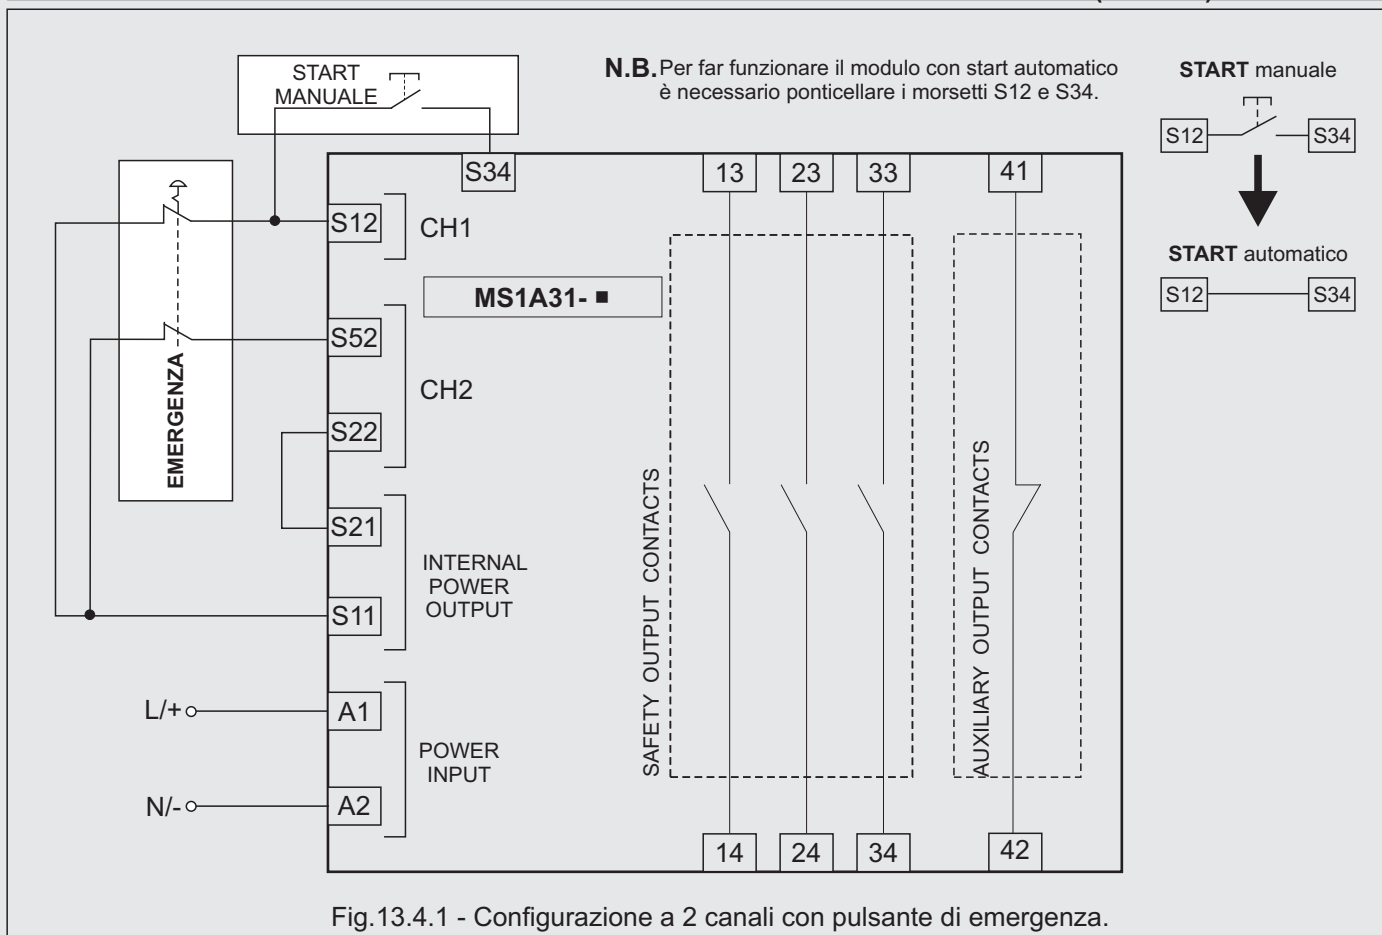 START
MANUALE
N.B. Per far funzionare il modulo con start automatico
è necessario ponticellare i morsetti S12 e S34.
START manuale
S12 S34
START automatico
S12 S34
S34
13 23 33 41
S12
CH1
MS1A31- ■
S52
CH2
S22
EMERGENZA
S21
INTERNAL
POWER
OUTPUT
S11
SAFETY OUTPUT CONTACTS
AUXILIARY OUTPUT CONTACTS
L/+
A1
POWER
INPUT
N/-
A2
14 24 34 42
Fig.13.4.1 - Configurazione a 2 canali con pulsante di emergenza.